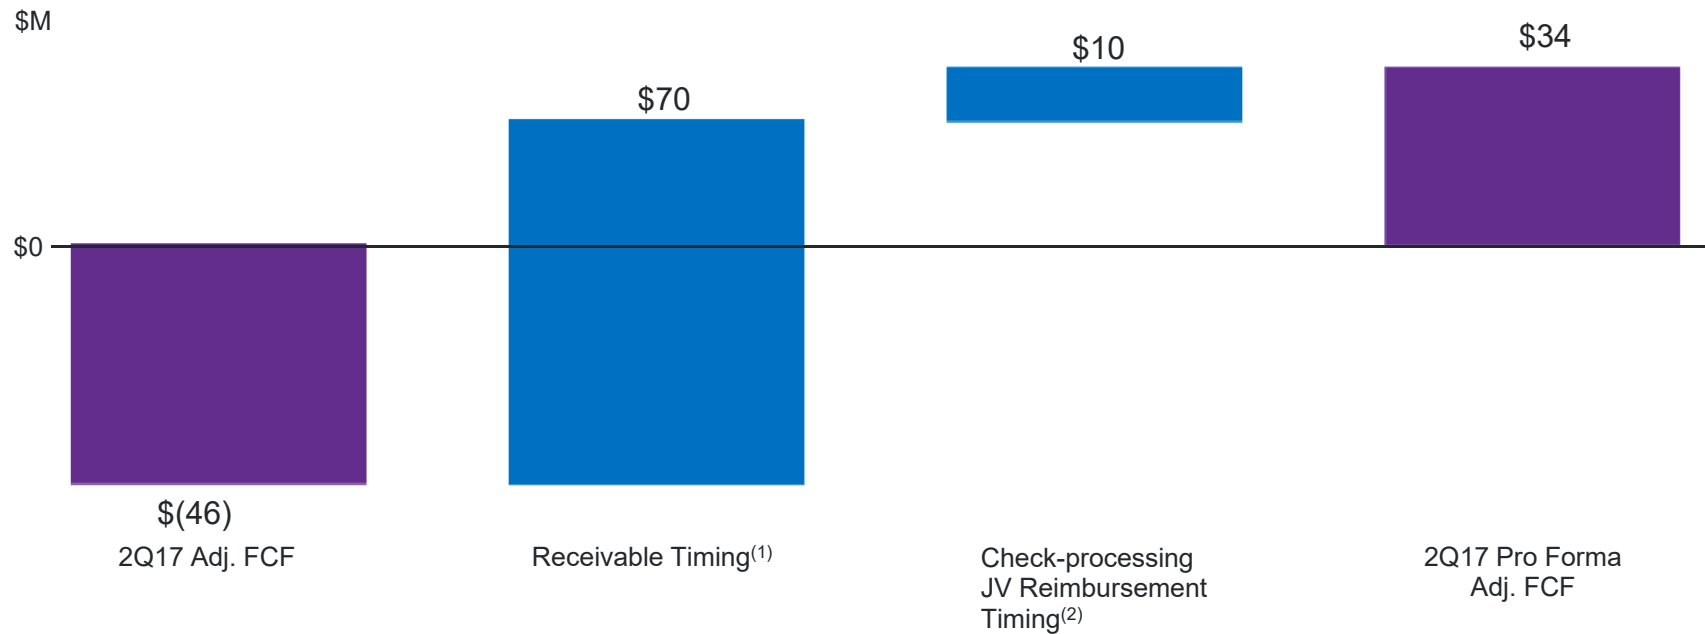 $M
$10
$34
$70
$0
$(46)
2Q17 Adj. FCF
Receivable Timing(1)
Check-processing
JV Reimbursement
Timing(2)
2Q17 Pro Forma
Adj. FCF